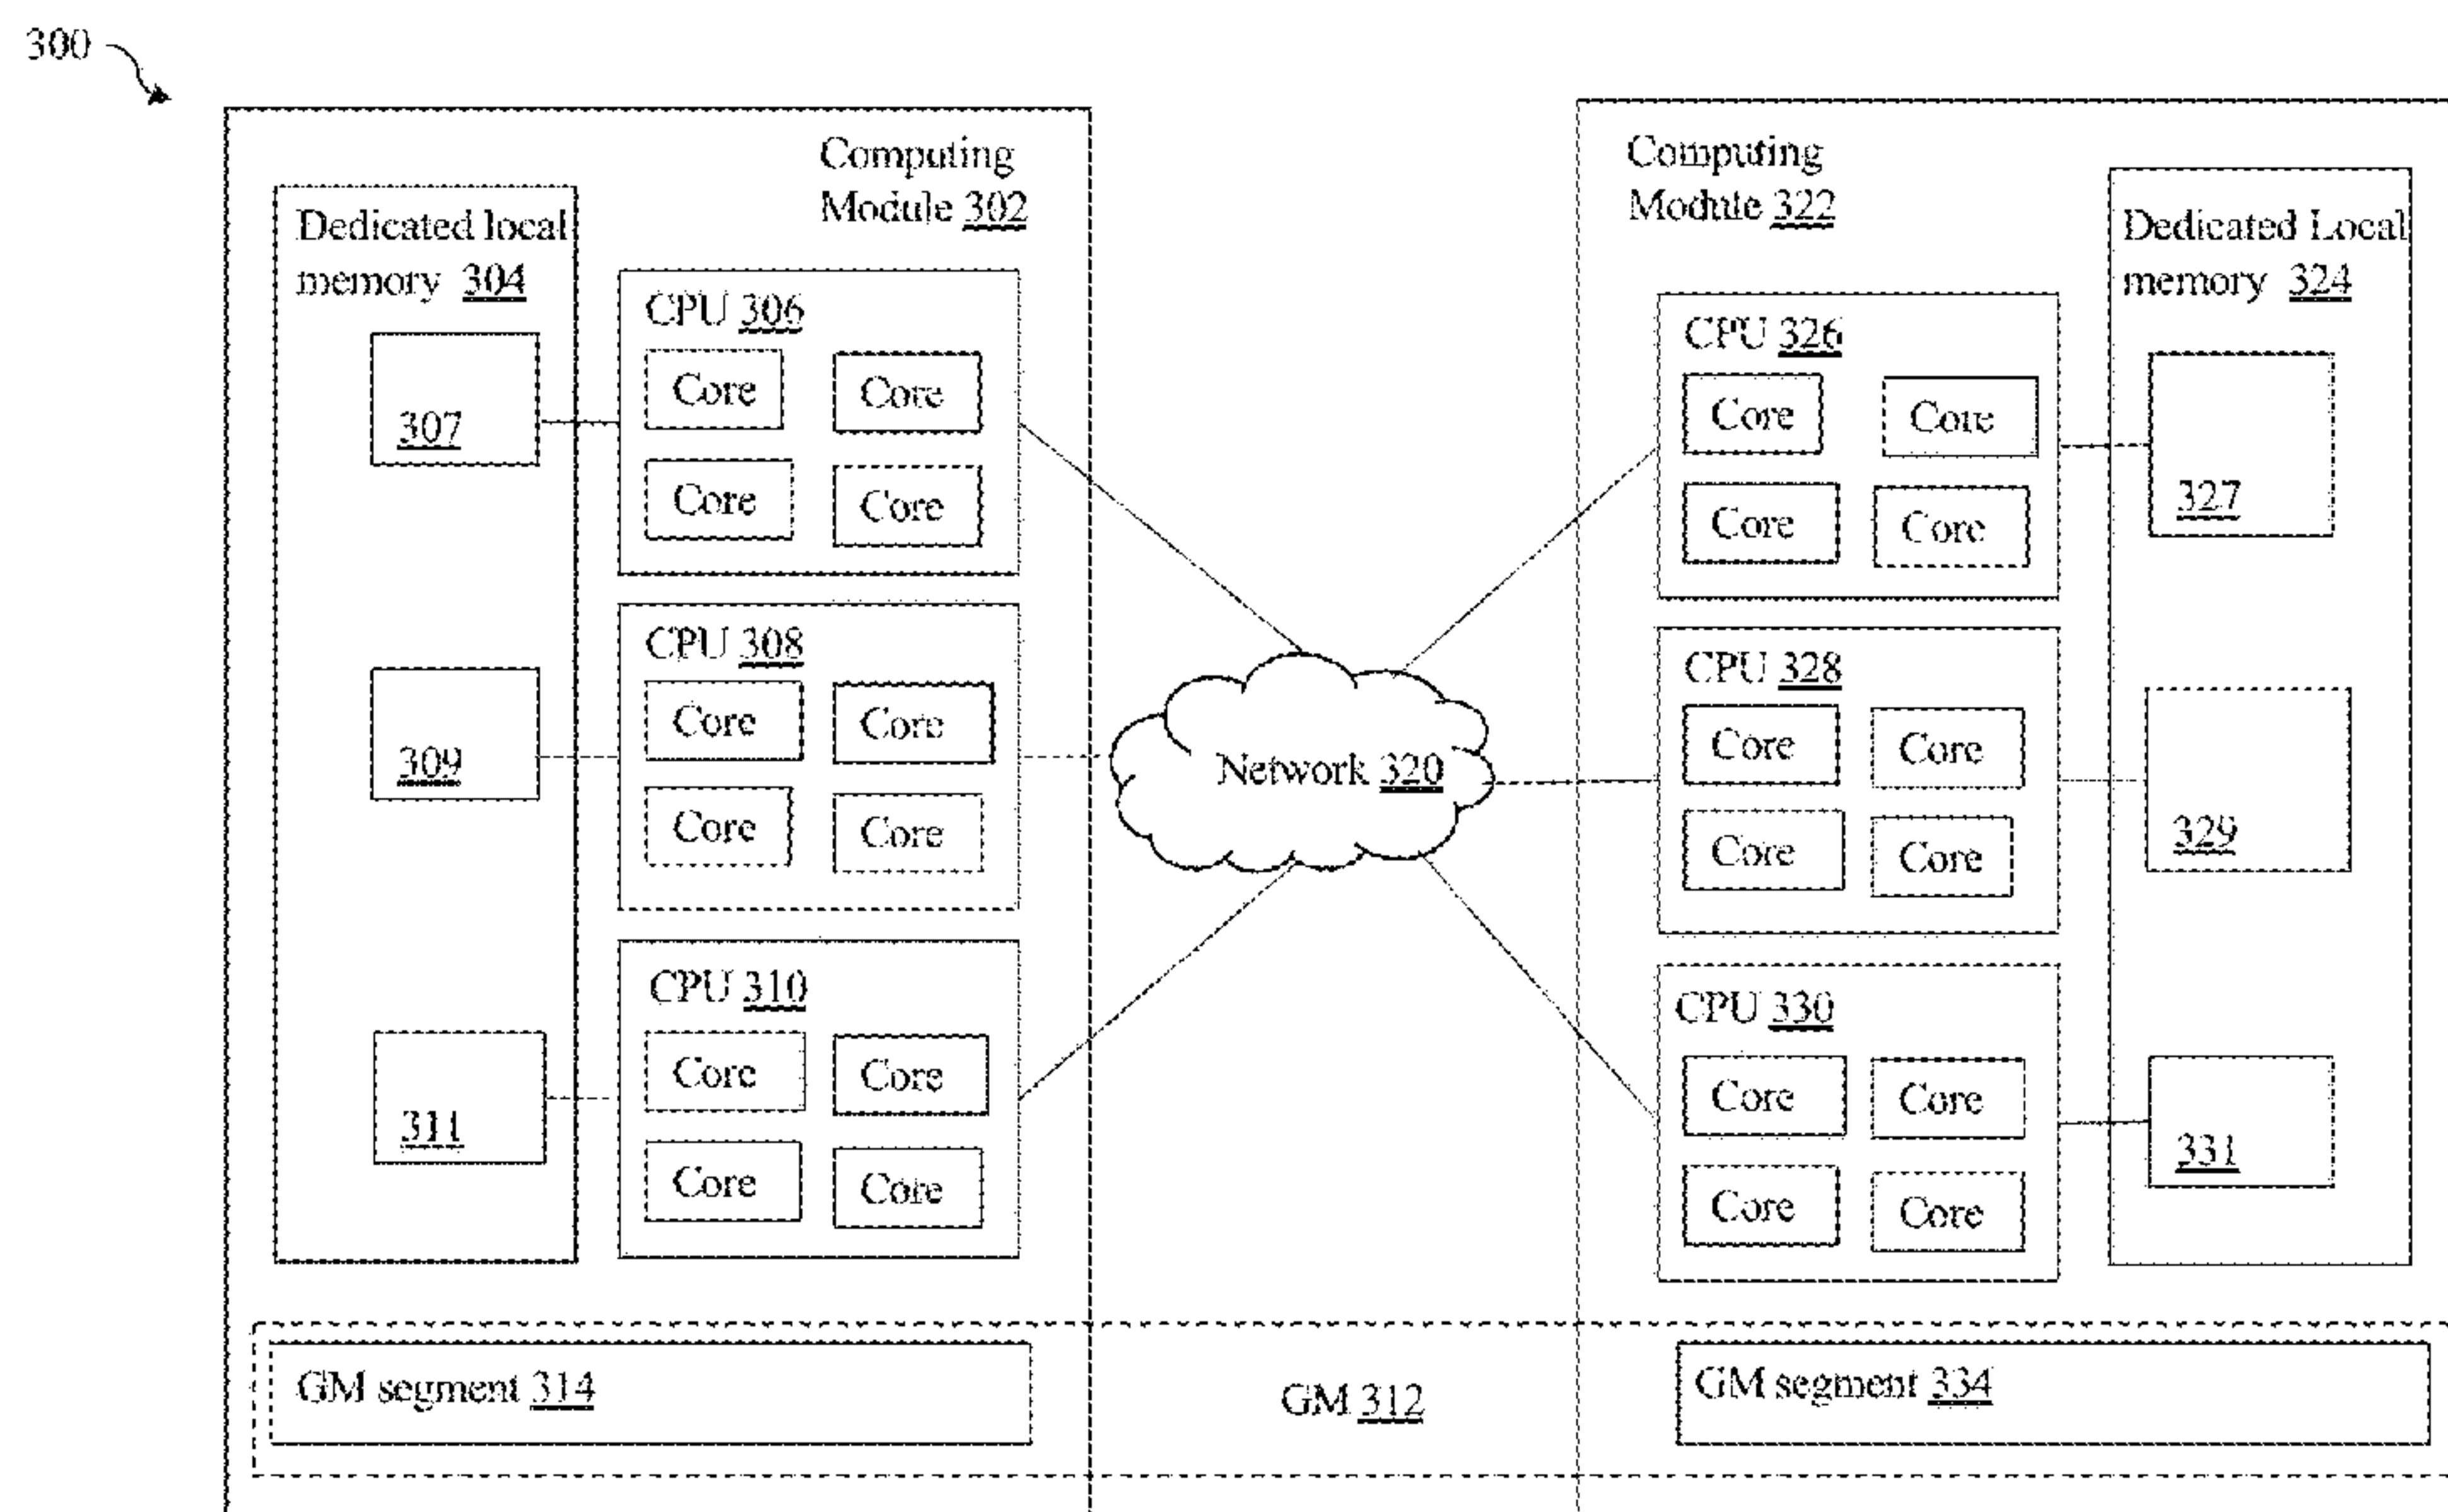 300
Computing
Module 302
Dedicated local
memory 304
307
309
311
CPU 306
Core
Core
Core
Core
CPU 308
Core
Core
Core
Core
CPU 310
Core
Core
Core
Core
GM segment 314
Network 320
GM 312
Computing
Module 322
CPU 326
Core
Core
Core
Core
CPU 328
Core
Core
Core
Core
CPU 330
Core
Core
Core
Core
Dedicated Local
memory 324
327
329
331
GM segment 334